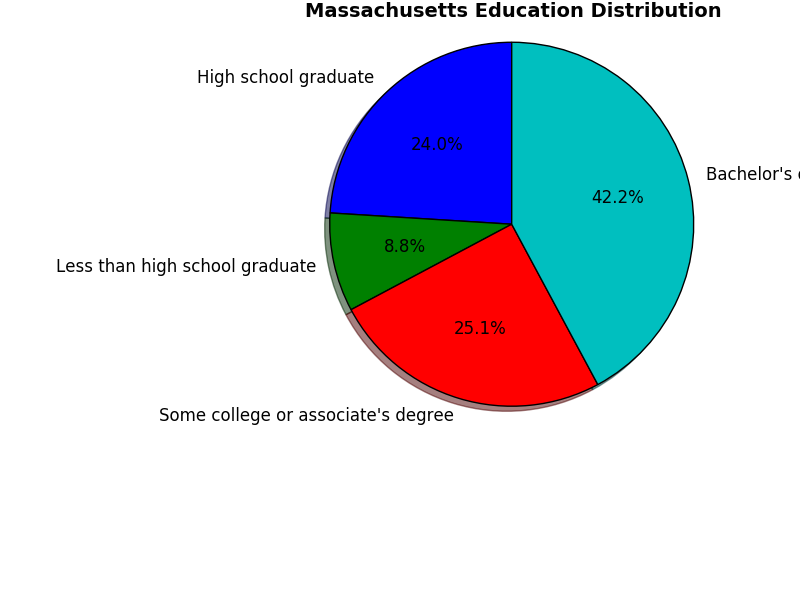 Massachusetts Education Distribution
High school graduate
24.0%
Bachelor's
42.2%
8.8%
Less than high school graduate
25.1%
Some college or associate's degree